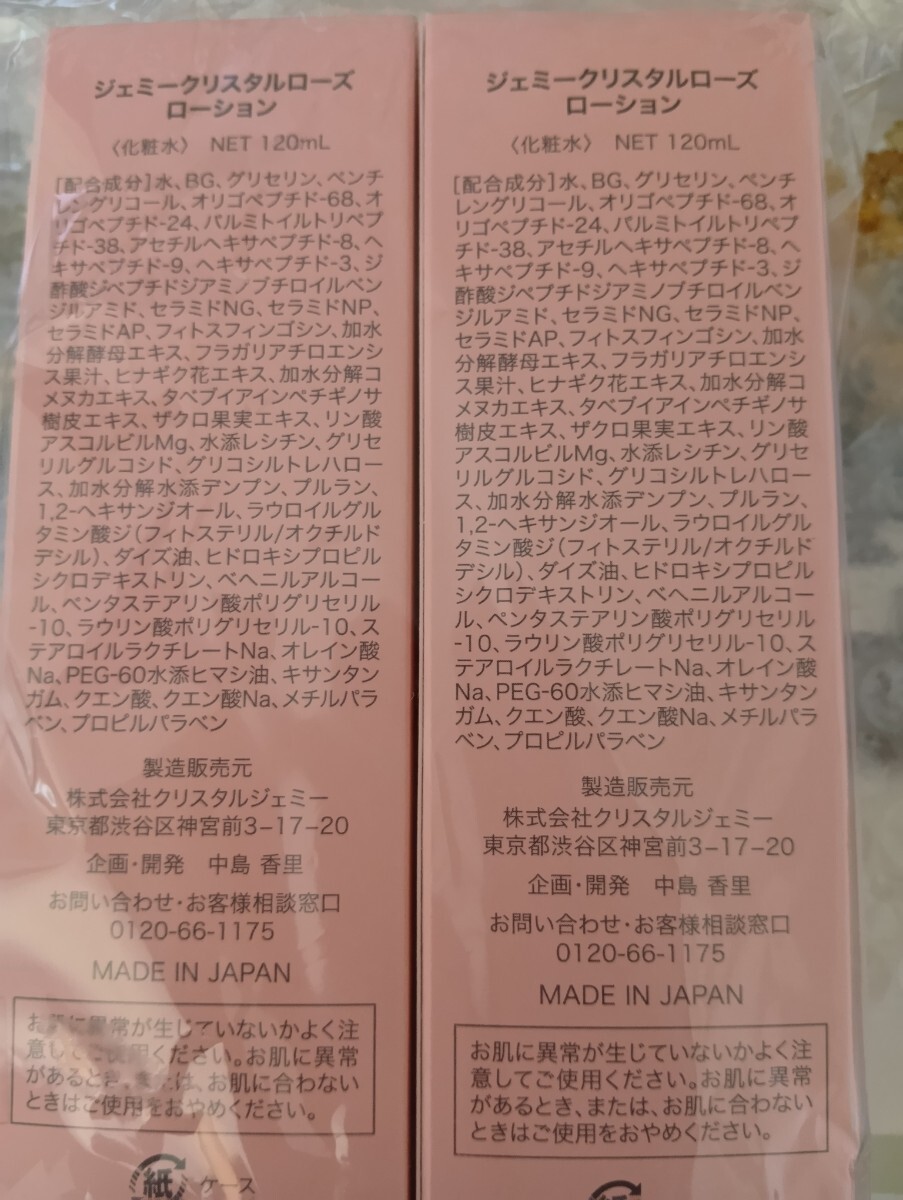 ジェミークリスタルローズ
ローション
〈化粧水〉 NET 120mL
[配合成分]水、BG、グリセリン、ペンチ
レングリコール、オリゴペプチド-68、オ
リゴペプチド-24、パルミトイルトリペプ
チド-38、アセチルヘキサペプチド-8、ヘ
キサペプチド-9、ヘキサペプチド-3、ジ
酢酸ジペプチドジアミノブチロイルベン
ジルアミド、セラミドNG、セラミドNP、
セラミドAP、フィトスフィンゴシン、加水
分解酵母エキス、フラガリアチロエンシ
ス果汁、ヒナギク花エキス、加水分解コ
メヌカエキス、タベブイアインペチギノサ
樹皮エキス、ザクロ果実エキス、リン酸
アスコルビルMg、水添レシチン、グリセ
リルグルコシド、グリコシルトレハロー
ス、加水分解水添デンプン、プルラン、
1,2-ヘキサンジオール、ラウロイルグル
タミン酸ジ(フィトステリル/オクチルド
デシル)、ダイズ油、ヒドロキシプロピル
シクロデキストリン、ベヘニルアルコー
ル、ペンタステアリン酸ポリグリセリル
-10、ラウリン酸ポリグリセリル-10、ス
テアロイルラクチレートNa、オレイン酸
Na、PEG-60水添ヒマシ油、キサンタン
ガム、クエン酸、クエン酸Na、メチルパラ
ベン、プロピルパラベン
製造販売元
株式会社クリスタルジェミー
東京都渋谷区神宮前3-17-20
企画・開発 中島 香里
お問い合わせ・お客様相談窓口
0120-66-1175
MADE IN JAPAN
お肌に異常が生じていないかよく注
意してご使用ください。お肌に異常
があるとき、または、お肌に合わない
ときはご使用をおやめください。
紙 ケース
ジェミークリスタルローズ
ローション
〈化粧水〉 NET 120mL
[配合成分]水、BG、グリセリン、ペンチ
レングリコール、オリゴペプチド-68、オ
リゴペプチド-24、パルミトイルトリペプ
チド-38、アセチルヘキサペプチド-8、ヘ
キサペプチド-9、ヘキサペプチド-3、ジ
酢酸ジペプチドジアミノブチロイルベン
ジルアミド、セラミドNG、セラミドNP、
セラミドAP、フィトスフィンゴシン、加水
分解酵母エキス、フラガリアチロエンシ
ス果汁、ヒナギク花エキス、加水分解コ
メヌカエキス、タベブイアインペチギノサ
樹皮エキス、ザクロ果実エキス、リン酸
アスコルビルMg、水添レシチン、グリセ
リルグルコシド、グリコシルトレハロー
ス、加水分解水添デンプン、プルラン、
1,2-ヘキサンジオール、ラウロイルグル
タミン酸ジ(フィトステリル/オクチルド
デシル)、ダイズ油、ヒドロキシプロピル
シクロデキストリン、ベヘニルアルコー
ル、ペンタステアリン酸ポリグリセリル
-10、ラウリン酸ポリグリセリル-10、ス
テアロイルラクチレートNa、オレイン酸
Na、PEG-60水添ヒマシ油、キサンタン
ガム、クエン酸、クエン酸Na、メチルパラ
ベン、プロピルパラベン
製造販売元
株式会社クリスタルジェミー
東京都渋谷区神宮前3-17-20
企画・開発 中島 香里
お問い合わせ・お客様相談窓口
0120-66-1175
MADE IN JAPAN
お肌に異常が生じていないかよく注
意してご使用ください。お肌に異常
があるとき、または、お肌に合わない
ときはご使用をおやめください。